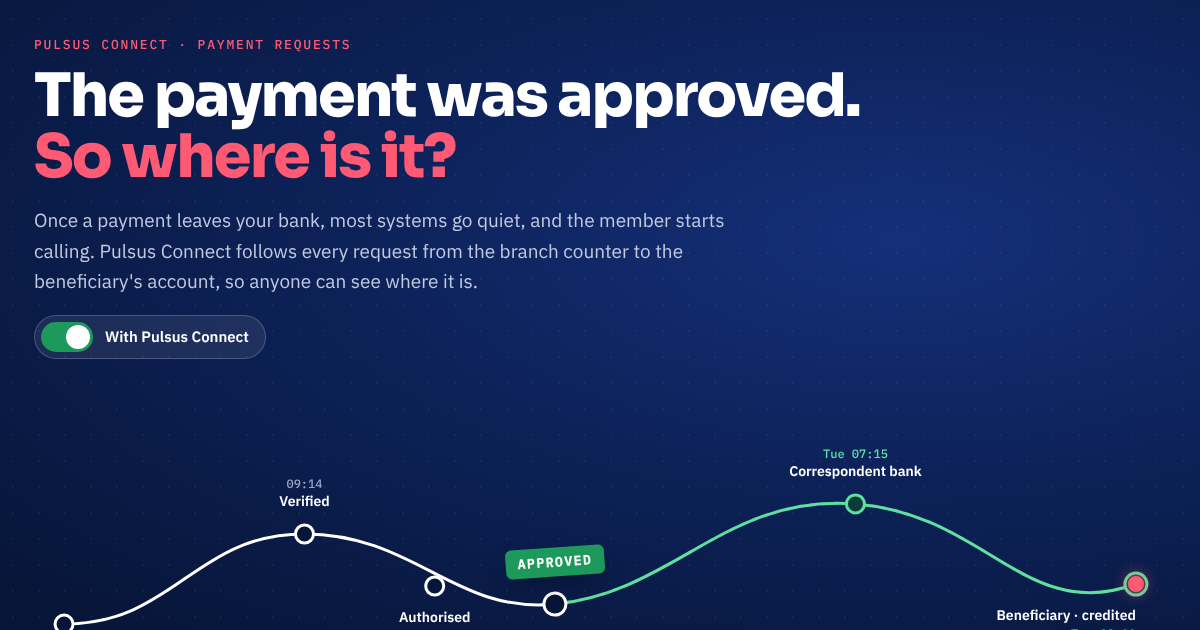 PULSUS CONNECT · PAYMENT REQUESTS
The payment was approved.
So where is it?
Once a payment leaves your bank, most systems go quiet, and the member starts
calling. Pulsus Connect follows every request from the branch counter to the
beneficiary's account, so anyone can see where it is.
With Pulsus Connect
Tue 07:15
Correspondent bank
09:14
Verified
APPROVED
Authorised
Beneficiary · credited